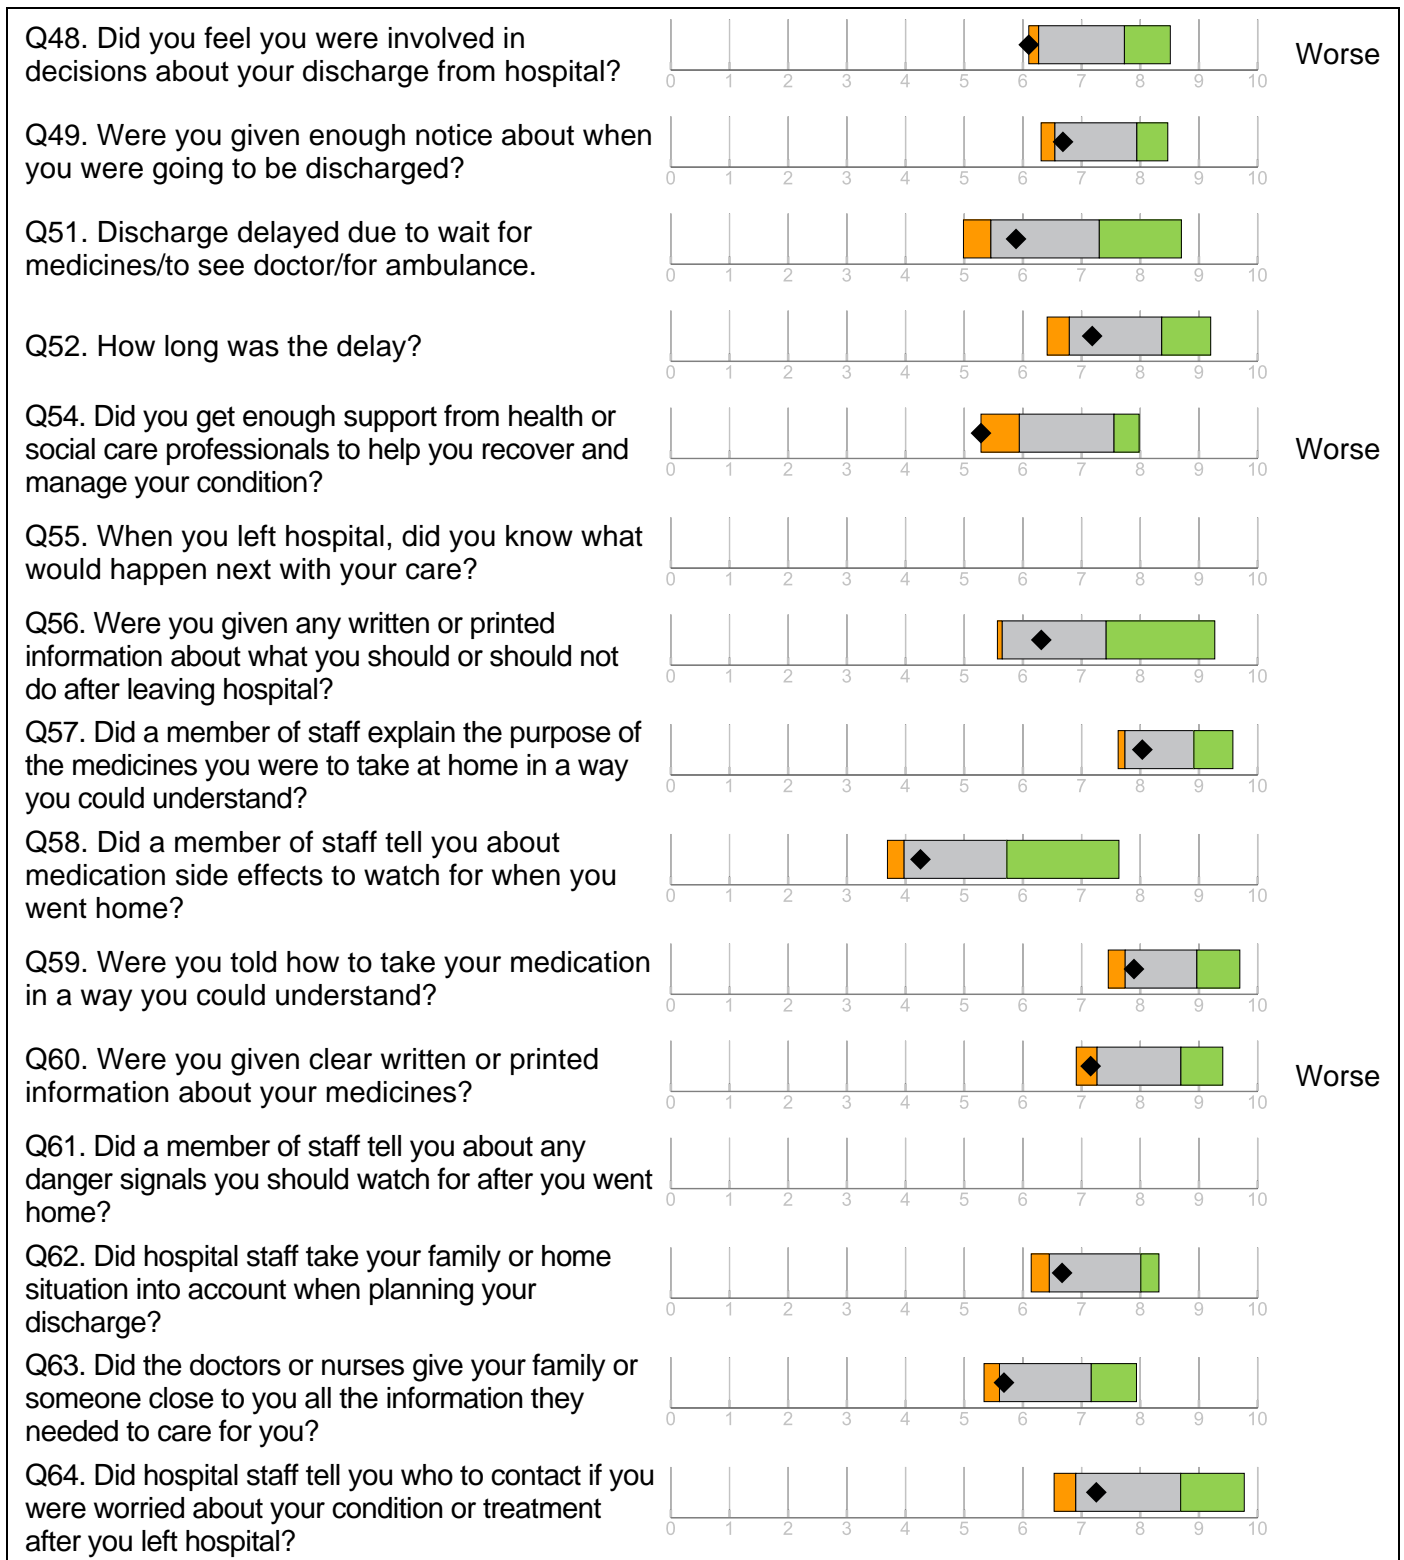 Q48. Did you feel you were involved in
decisions about your discharge from hospital?
Worse
0 1 2 3 4 5 6 7 8 9 10
Q49. Were you given enough notice about when
you were going to be discharged?
0 1 2 3 4 5 6 7 8 9 10
Q51. Discharge delayed due to wait for
medicines/to see doctor/for ambulance.
0 1 2 3 4 5 6 7 8 9 10
Q52. How long was the delay?
0 1 2 3 4 5 6 7 8 9 10
Q54. Did you get enough support from health or
social care professionals to help you recover and
manage your condition?
Worse
0 1 2 3 4 5 6 7 8 9 10
Q55. When you left hospital, did you know what
would happen next with your care?
0 1 2 3 4 5 6 7 8 9 10
Q56. Were you given any written or printed
information about what you should or should not
do after leaving hospital?
0 1 2 3 4 5 6 7 8 9 10
Q57. Did a member of staff explain the purpose of
the medicines you were to take at home in a way
you could understand?
0 1 2 3 4 5 6 7 8 9 10
Q58. Did a member of staff tell you about
medication side effects to watch for when you
went home?
0 1 2 3 4 5 6 7 8 9 10
Q59. Were you told how to take your medication
in a way you could understand?
0 1 2 3 4 5 6 7 8 9 10
Q60. Were you given clear written or printed
information about your medicines?
Worse
0 1 2 3 4 5 6 7 8 9 10
Q61. Did a member of staff tell you about any
danger signals you should watch for after you went
home?
0 1 2 3 4 5 6 7 8 9 10
Q62. Did hospital staff take your family or home
situation into account when planning your
discharge?
0 1 2 3 4 5 6 7 8 9 10
Q63. Did the doctors or nurses give your family or
someone close to you all the information they
needed to care for you?
0 1 2 3 4 5 6 7 8 9 10
Q64. Did hospital staff tell you who to contact if you
were worried about your condition or treatment
after you left hospital?
0 1 2 3 4 5 6 7 8 9 10